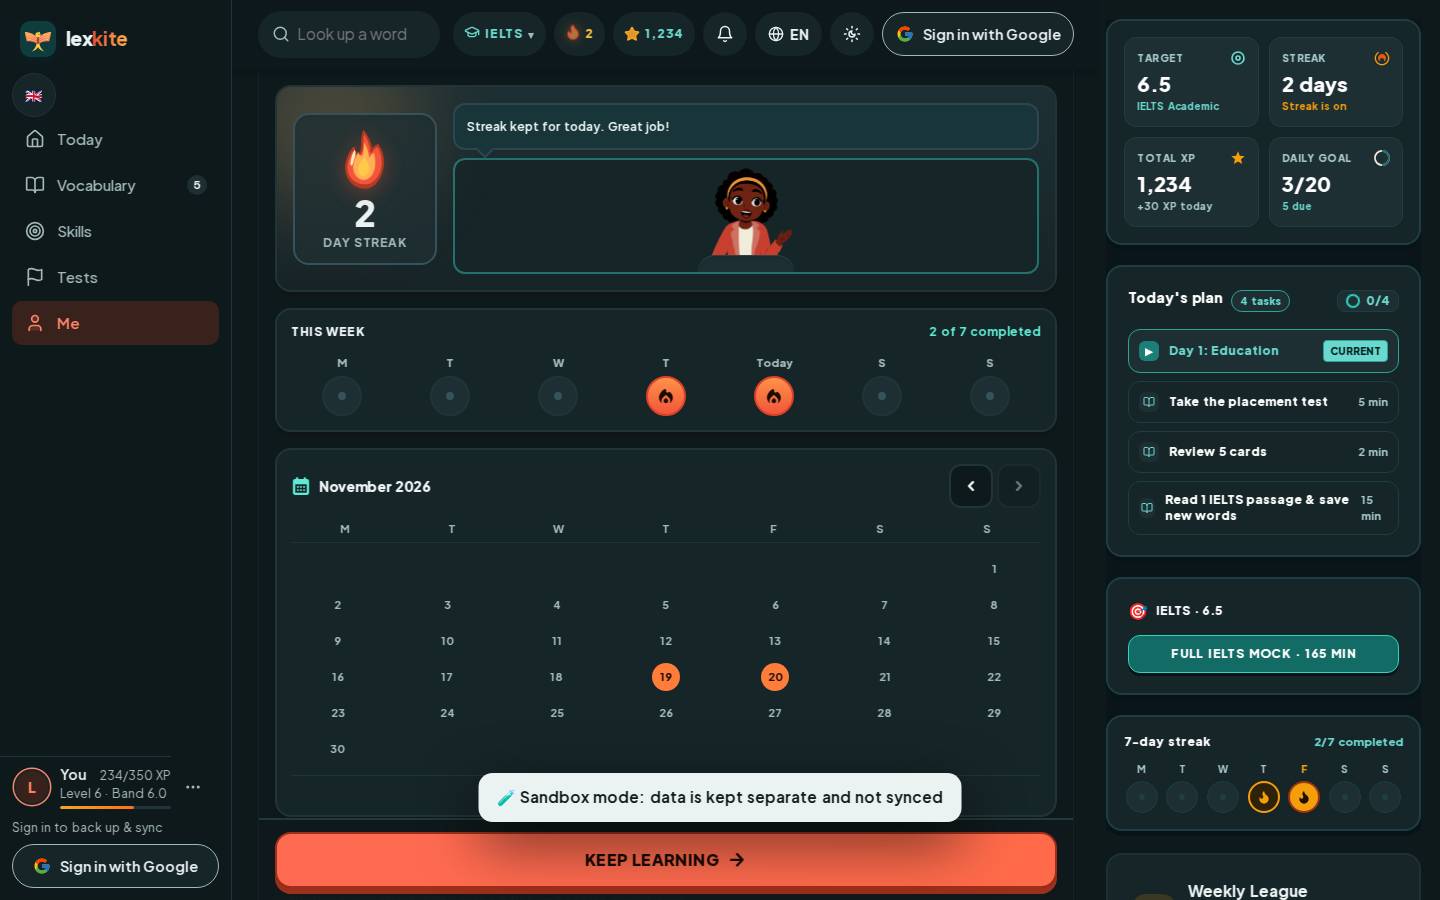 lexkite
Today
Vocabulary 5
Skills
Tests
Me
You 234/350 XP
Level 6 · Band 6.0
Sign in to back up & sync
Sign in with Google
L
Look up a word
IELTS
2
1,234
EN
Sign in with Google
2
DAY STREAK
Streak kept for today. Great job!
THIS WEEK 2 of 7 completed
M T W T Today S S
November 2026
M T W T F S S
1
2 3 4 5 6 7 8
9 10 11 12 13 14 15
16 17 18 19 20 21 22
23 24 25 26 27 28 29
30
Sandbox mode: data is kept separate and not synced
KEEP LEARNING →
TARGET
6.5
IELTS Academic
STREAK
2 days
Streak is on
TOTAL XP
1,234
+30 XP today
DAILY GOAL
3/20
5 due
Today's plan 4 tasks 0/4
Day 1: Education CURRENT
Take the placement test 5 min
Review 5 cards 2 min
Read 1 IELTS passage & save 15
new words min
IELTS · 6.5
FULL IELTS MOCK · 165 MIN
7-day streak 2/7 completed
M T W T F S S
Weekly League